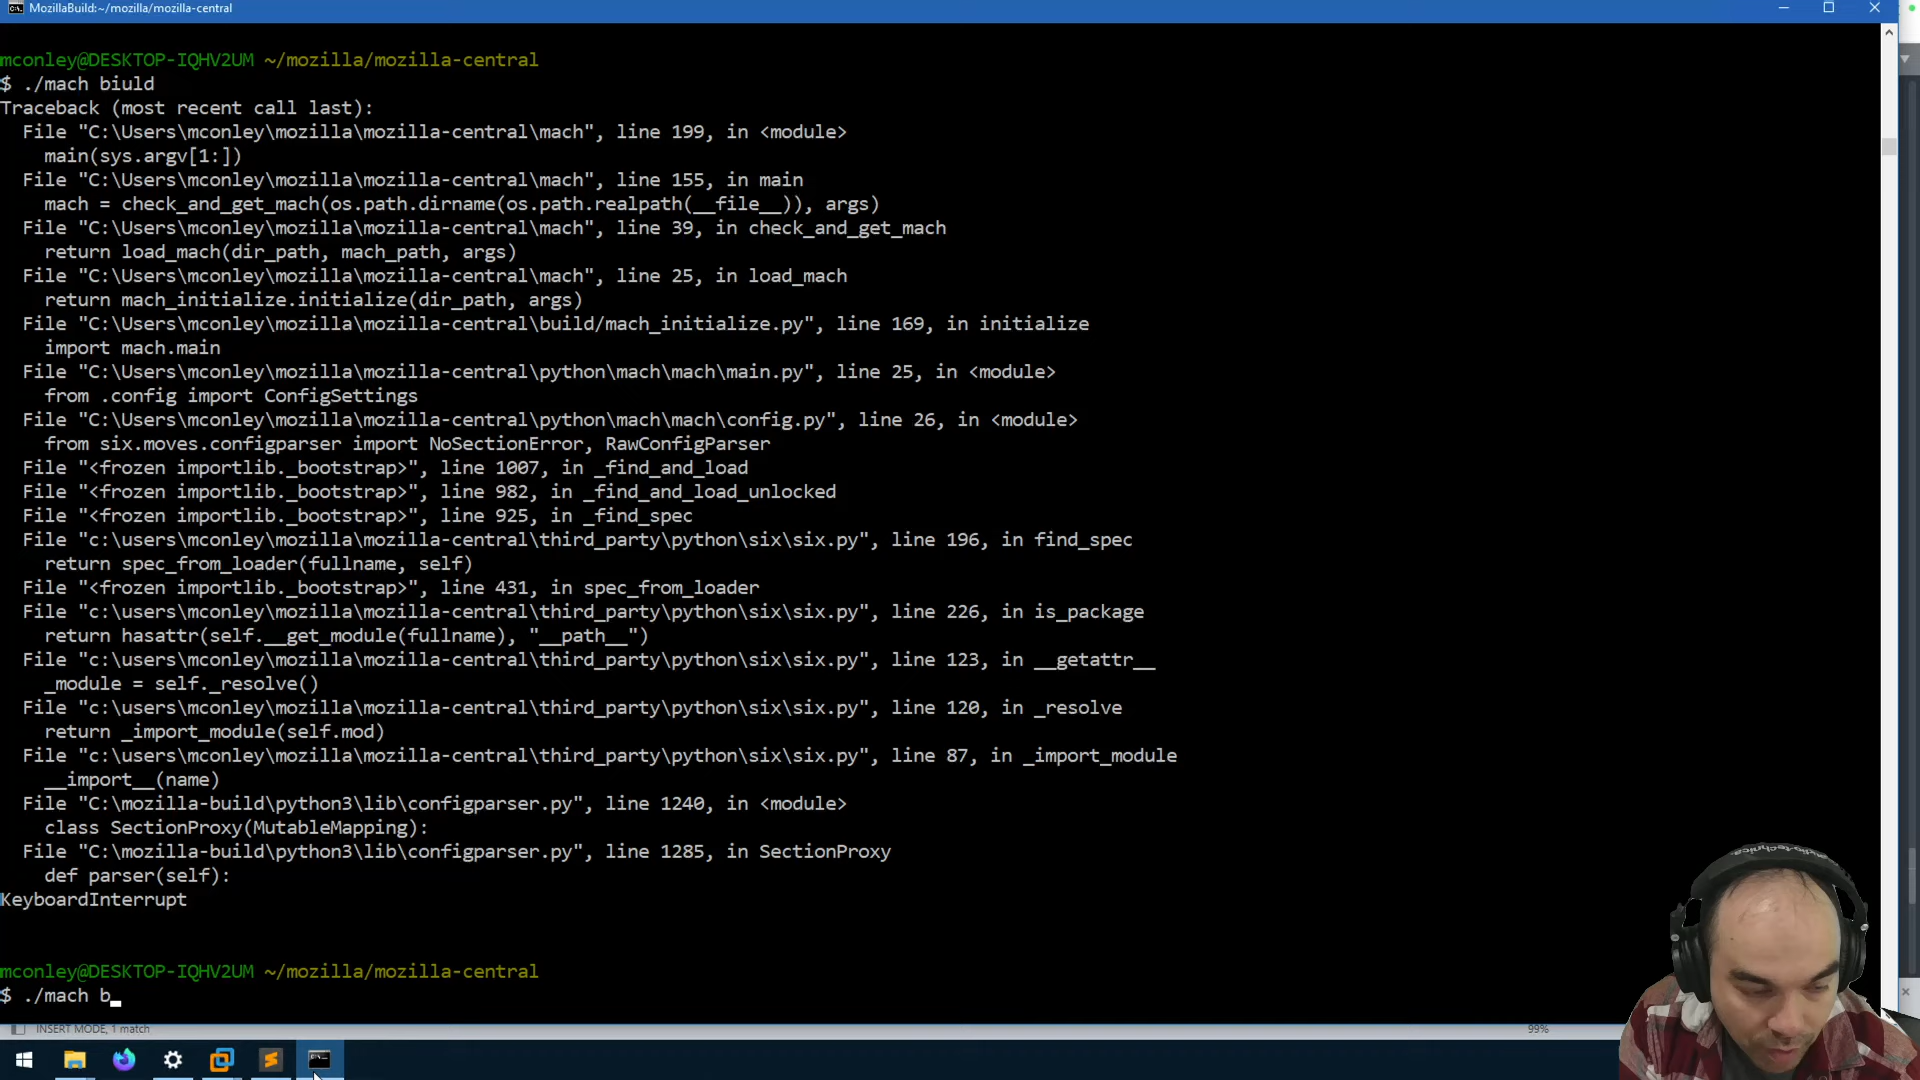 MozillaBuild:~/mozilla/mozilla-central
mconley@DESKTOP-IQHV2UM ~/mozilla/mozilla-central
$ ./mach biuld
Traceback (most recent call last):
  File "C:\Users\mconley\mozilla\mozilla-central\mach", line 199, in <module>
    main(sys.argv[1:])
  File "C:\Users\mconley\mozilla\mozilla-central\mach", line 155, in main
    mach = check_and_get_mach(os.path.dirname(os.path.realpath(__file__)), args)
  File "C:\Users\mconley\mozilla\mozilla-central\mach", line 39, in check_and_get_mach
    return load_mach(dir_path, mach_path, args)
  File "C:\Users\mconley\mozilla\mozilla-central\mach", line 25, in load_mach
    return mach_initialize.initialize(dir_path, args)
  File "C:\Users\mconley\mozilla\mozilla-central\build/mach_initialize.py", line 169, in initialize
    import mach.main
  File "C:\Users\mconley\mozilla\mozilla-central\python\mach\mach\main.py", line 25, in <module>
    from .config import ConfigSettings
  File "C:\Users\mconley\mozilla\mozilla-central\python\mach\mach\config.py", line 26, in <module>
    from six.moves.configparser import NoSectionError, RawConfigParser
  File "<frozen importlib._bootstrap>", line 1007, in _find_and_load
  File "<frozen importlib._bootstrap>", line 982, in _find_and_load_unlocked
  File "<frozen importlib._bootstrap>", line 925, in _find_spec
  File "c:\users\mconley\mozilla\mozilla-central\third_party\python\six\six.py", line 196, in find_spec
    return spec_from_loader(fullname, self)
  File "<frozen importlib._bootstrap>", line 431, in spec_from_loader
  File "c:\users\mconley\mozilla\mozilla-central\third_party\python\six\six.py", line 226, in is_package
    return hasattr(self.__get_module(fullname), "__path__")
  File "c:\users\mconley\mozilla\mozilla-central\third_party\python\six\six.py", line 123, in __getattr__
    _module = self._resolve()
  File "c:\users\mconley\mozilla\mozilla-central\third_party\python\six\six.py", line 120, in _resolve
    return _import_module(self.mod)
  File "c:\users\mconley\mozilla\mozilla-central\third_party\python\six\six.py", line 87, in _import_module
    __import__(name)
  File "C:\mozilla-build\python3\lib\configparser.py", line 1240, in <module>
    class SectionProxy(MutableMapping):
  File "C:\mozilla-build\python3\lib\configparser.py", line 1285, in SectionProxy
    def parser(self):
KeyboardInterrupt
mconley@DESKTOP-IQHV2UM ~/mozilla/mozilla-central
$ ./mach b
INSERT MODE, 1 match
99%